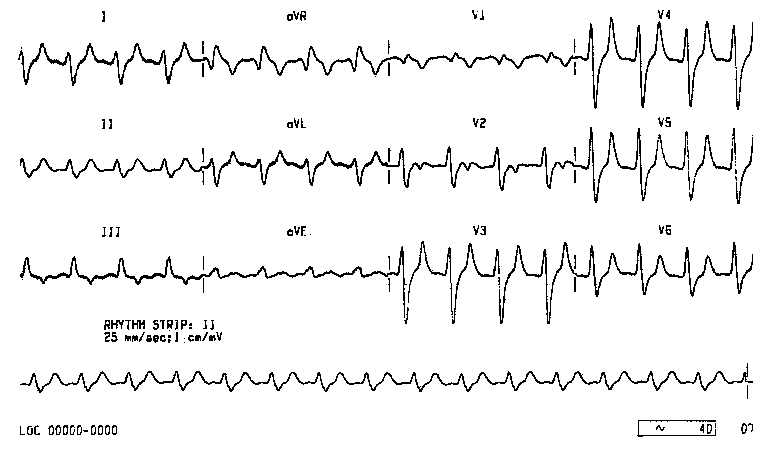 I aVR V1 V4
II aVL V2 V5
III aVF V3 V6
RHYTHM STRIP: II
25 mm/sec;1 cm/mV
LOC 00000-0000
~ 40